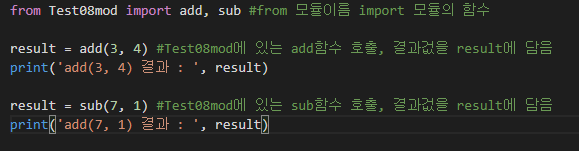 from Test08mod import add, sub #from 모듈이름 import 모듈의 함수
result = add(3, 4) #Test08mod에 있는 add함수 호출, 결과값을 result에 담음
print('add(3, 4) 결과 : ', result)
result = sub(7, 1) #Test08mod에 있는 sub함수 호출, 결과값을 result에 담음
print('add(7, 1) 결과 : ', result)